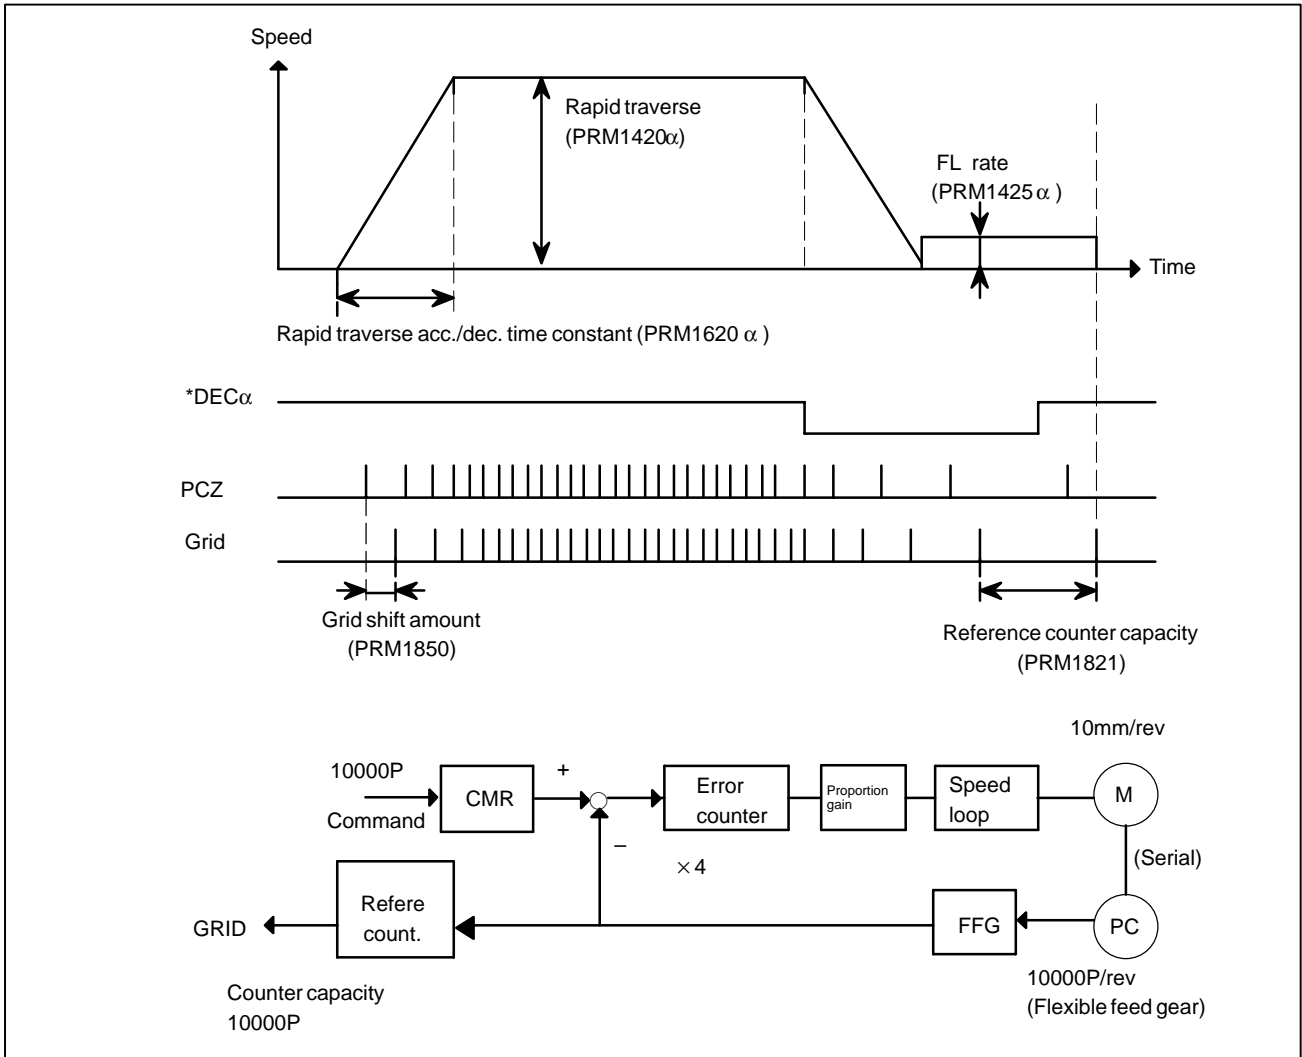 Speed
Rapid traverse
(PRM1420α)
FL rate
(PRM1425 α )
Time
Rapid traverse acc./dec. time constant (PRM1620 α )
*DECα
PCZ
Grid
Grid shift amount
(PRM1850)
Reference counter capacity
(PRM1821)
10mm/rev
10000P
Command
CMR
+
−
Error
counter
Proportion
gain
Speed
loop
M
×4
(Serial)
GRID
Refere
count.
FFG
PC
Counter capacity
10000P
10000P/rev
(Flexible feed gear)